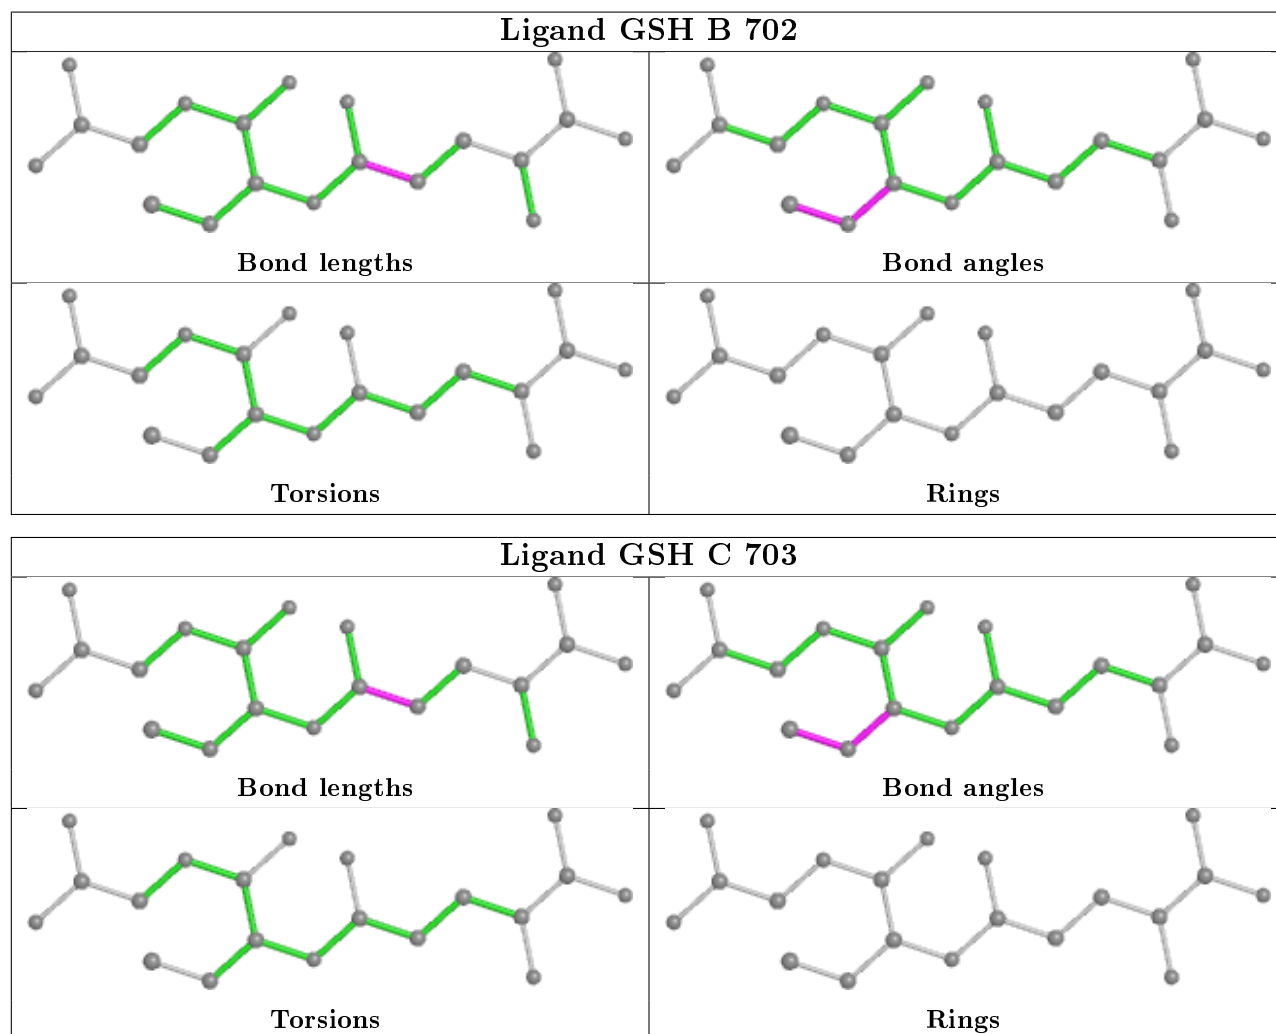 Ligand GSH B 702
Bond lengths
Bond angles
Torsions
Rings
Ligand GSH C 703
Bond lengths
Bond angles
Torsions
Rings